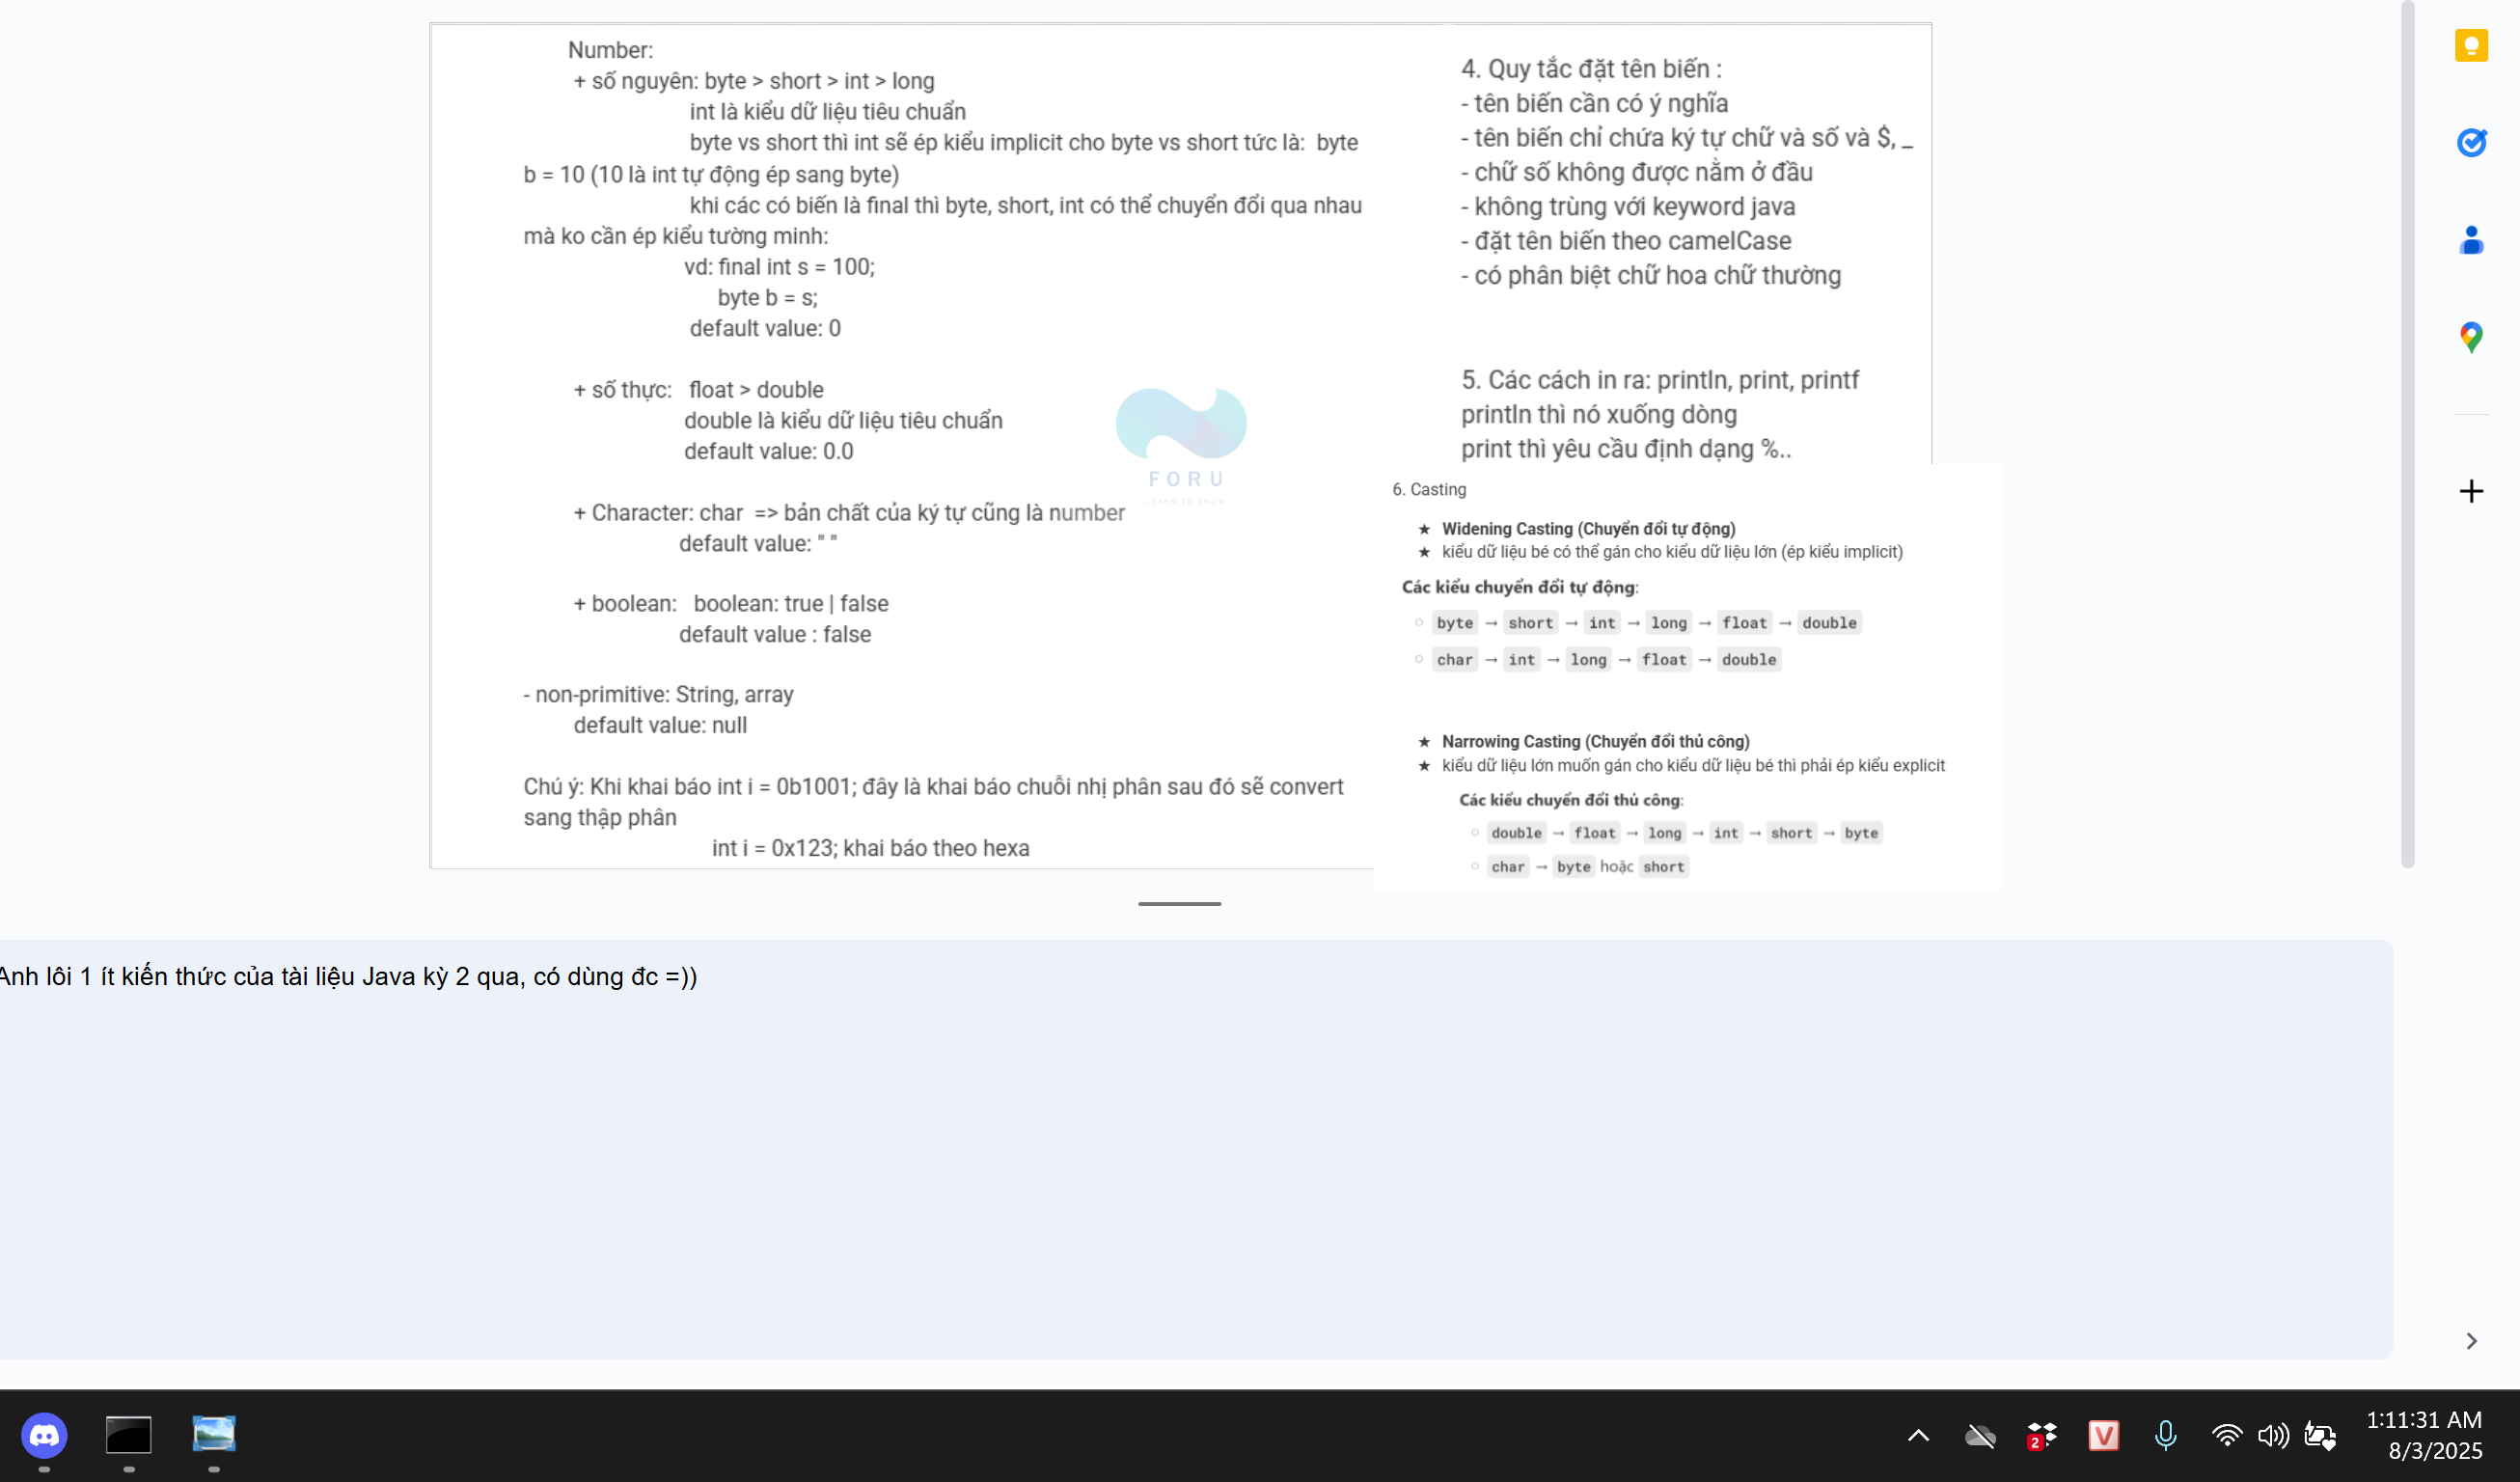 Number:
+ số nguyên: byte > short > int > long
int là kiểu dữ liệu tiêu chuẩn
byte vs short thì int sẽ ép kiểu implicit cho byte vs short tức là: byte
b = 10 (10 là int tự động ép sang byte)
khi các có biến là final thì byte, short, int có thể chuyển đổi qua nhau
mà ko cần ép kiểu tường minh:
vd: final int s = 100;
byte b = s;
default value: 0
+ số thực: float > double
double là kiểu dữ liệu tiêu chuẩn
default value: 0.0
+ Character: char => bản chất của ký tự cũng là number
default value: " "
+ boolean: boolean: true | false
default value : false
- non-primitive: String, array
default value: null
Chú ý: Khi khai báo int i = 0b1001; đây là khai báo chuỗi nhị phân sau đó sẽ convert
sang thập phân
int i = 0x123; khai báo theo hexa
FORU
LEARN TO KNOW
4. Quy tắc đặt tên biến :
- tên biến cần có ý nghĩa
- tên biến chỉ chứa ký tự chữ và số và $, _
- chữ số không được nằm ở đầu
- không trùng với keyword java
- đặt tên biến theo camelCase
- có phân biệt chữ hoa chữ thường
5. Các cách in ra: println, print, printf
println thì nó xuống dòng
print thì yêu cầu định dạng %..
6. Casting
★ Widening Casting (Chuyển đổi tự động)
★ kiểu dữ liệu bé có thể gán cho kiểu dữ liệu lớn (ép kiểu implicit)
Các kiểu chuyển đổi tự động:
○ byte → short → int → long → float → double
○ char → int → long → float → double
★ Narrowing Casting (Chuyển đổi thủ công)
★ kiểu dữ liệu lớn muốn gán cho kiểu dữ liệu bé thì phải ép kiểu explicit
Các kiểu chuyển đổi thủ công:
○ double → float → long → int → short → byte
○ char → byte hoặc short
Anh lôi 1 ít kiến thức của tài liệu Java kỳ 2 qua, có dùng đc =))
2
V
1:11:31 AM
8/3/2025